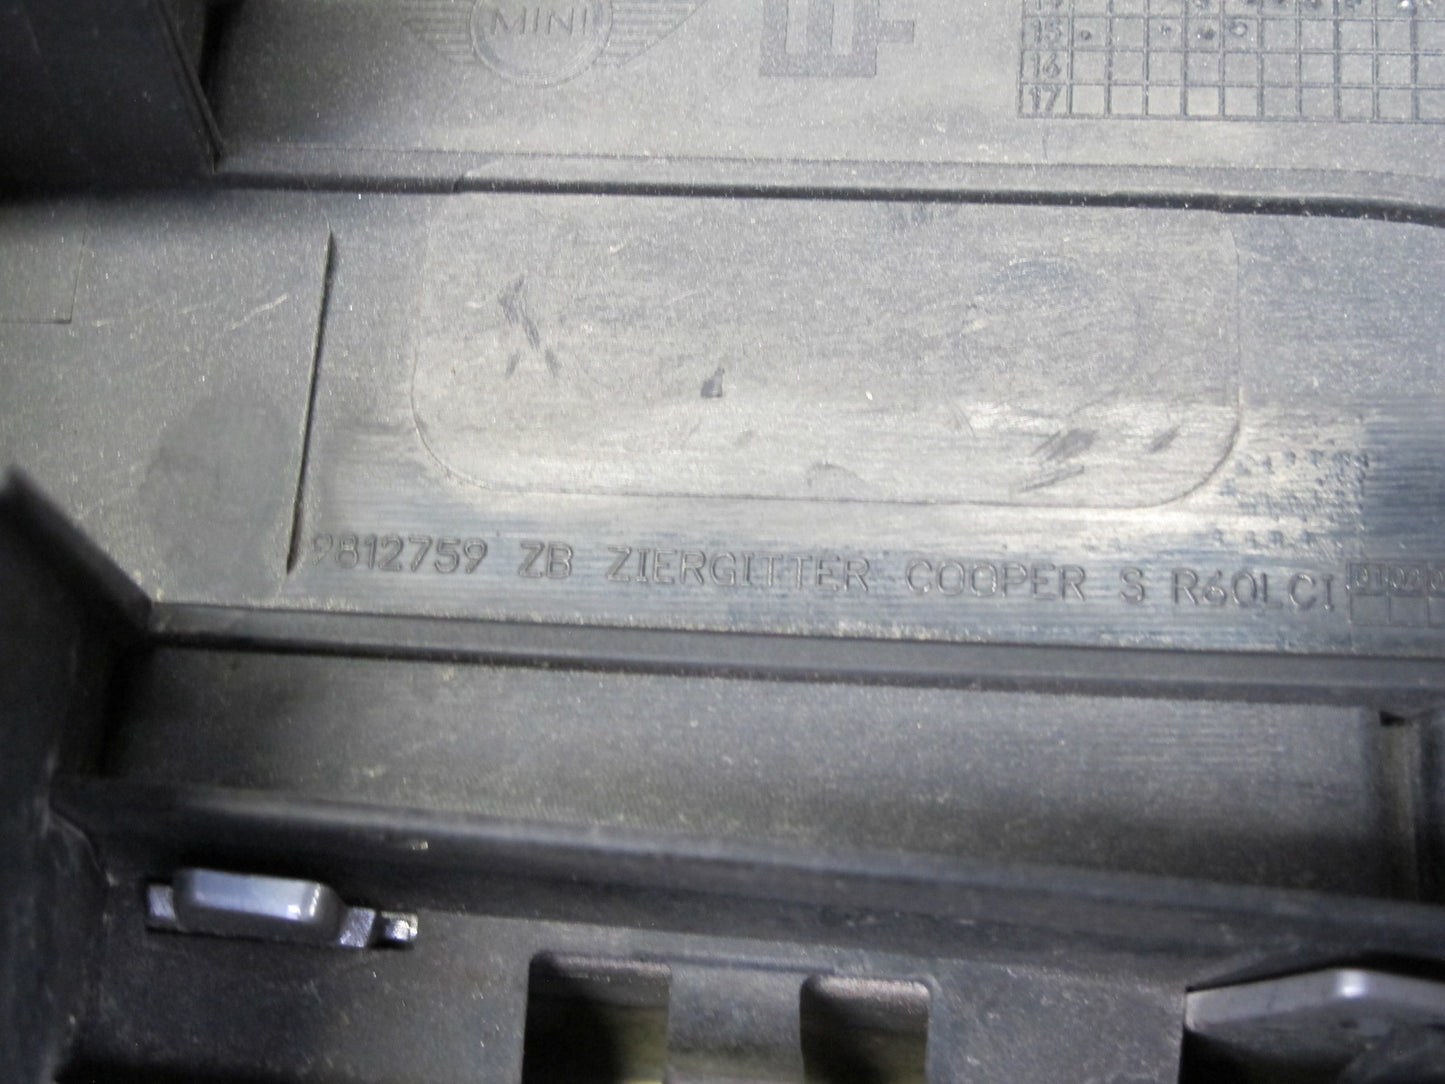 MINI
15
16
17
9812759 ZB ZIERGITTER COOPER S R60LCI